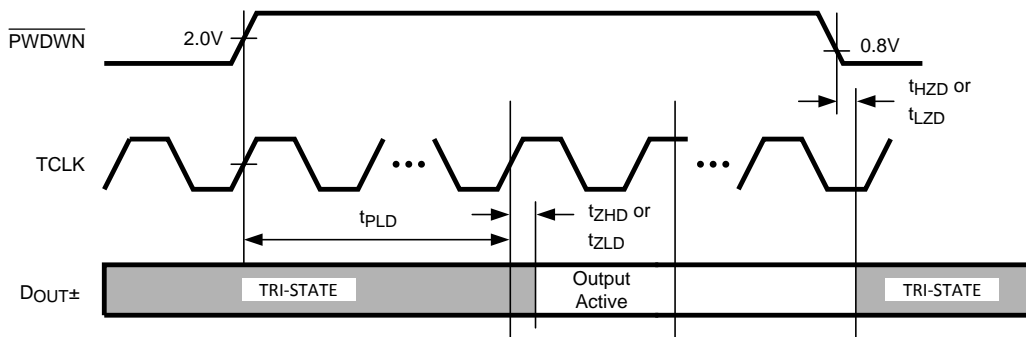 PWDWN
2.0V
0.8V
tHZD or
tLZD
TCLK
tPLD
tZHD or
tZLD
DOUT±
TRI-STATE
Output
Active
TRI-STATE